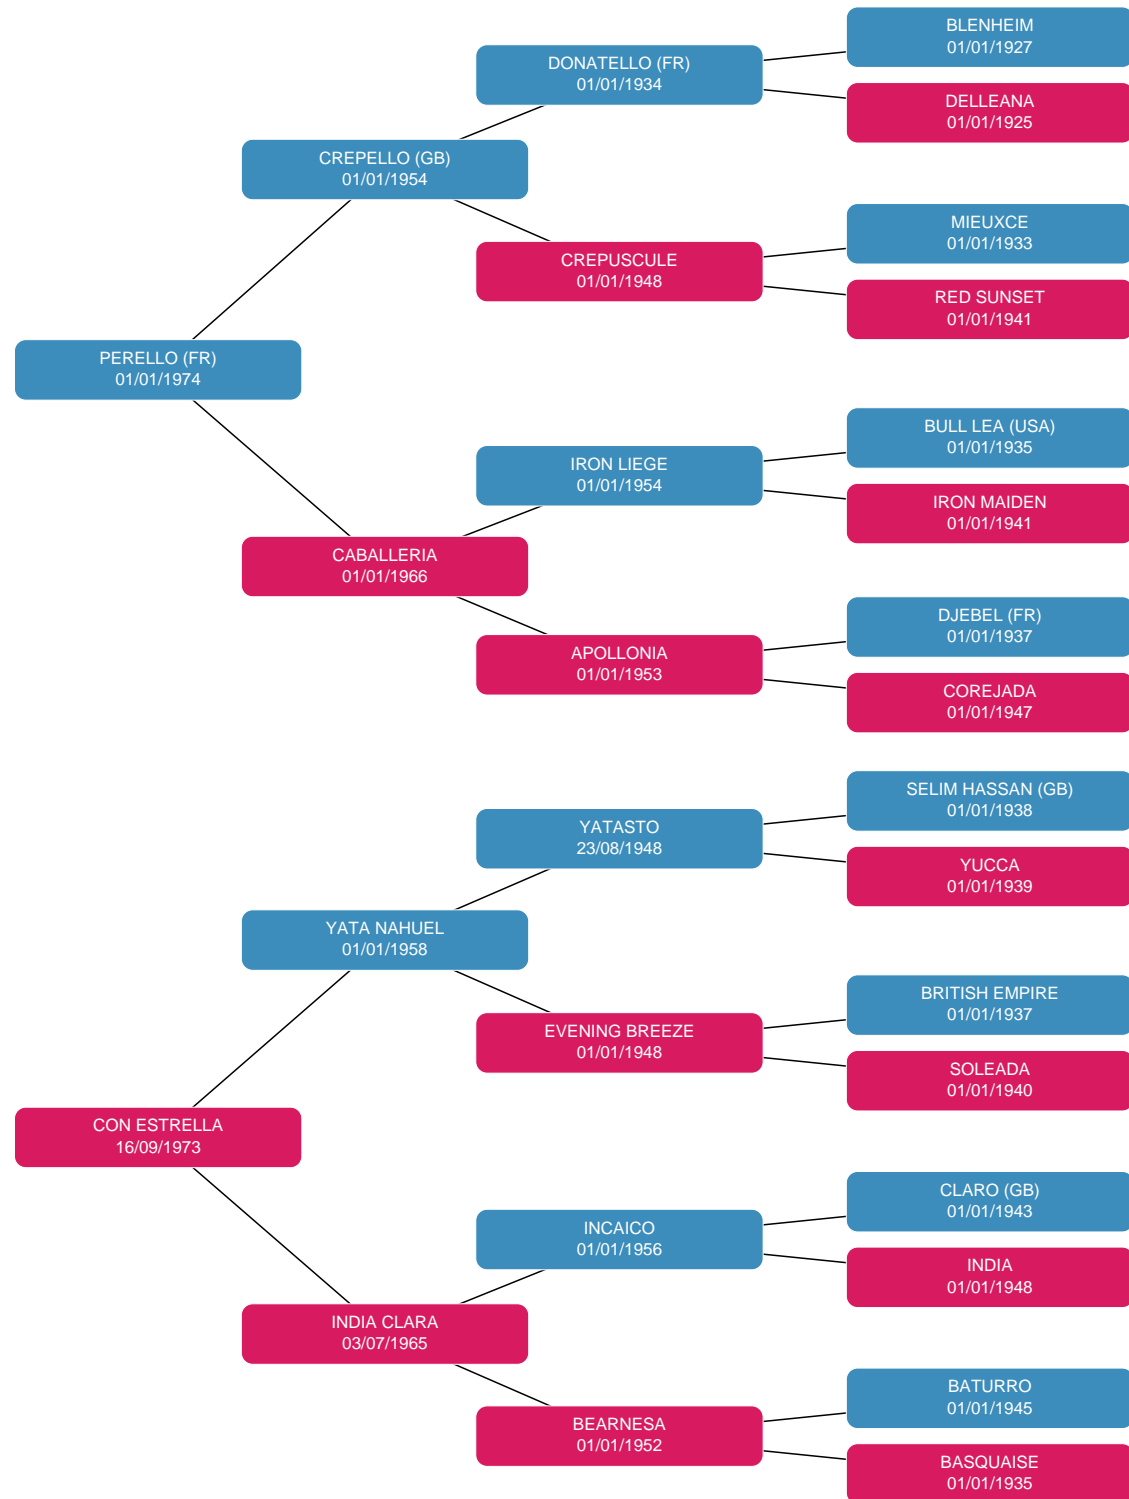 BLENHEIM
01/01/1927
DONATELLO (FR)
01/01/1934
DELLEANA
01/01/1925
CREPELLO (GB)
01/01/1954
MIEUXCE
01/01/1933
CREPUSCULE
01/01/1948
RED SUNSET
01/01/1941
PERELLO (FR)
01/01/1974
BULL LEA (USA)
01/01/1935
IRON LIEGE
01/01/1954
IRON MAIDEN
01/01/1941
CABALLERIA
01/01/1966
DJEBEL (FR)
01/01/1937
APOLLONIA
01/01/1953
COREJADA
01/01/1947
SELIM HASSAN (GB)
01/01/1938
YATASTO
23/08/1948
YUCCA
01/01/1939
YATA NAHUEL
01/01/1958
BRITISH EMPIRE
01/01/1937
EVENING BREEZE
01/01/1948
SOLEADA
01/01/1940
CON ESTRELLA
16/09/1973
CLARO (GB)
01/01/1943
INCAICO
01/01/1956
INDIA
01/01/1948
INDIA CLARA
03/07/1965
BATURRO
01/01/1945
BEARNESA
01/01/1952
BASQUAISE
01/01/1935